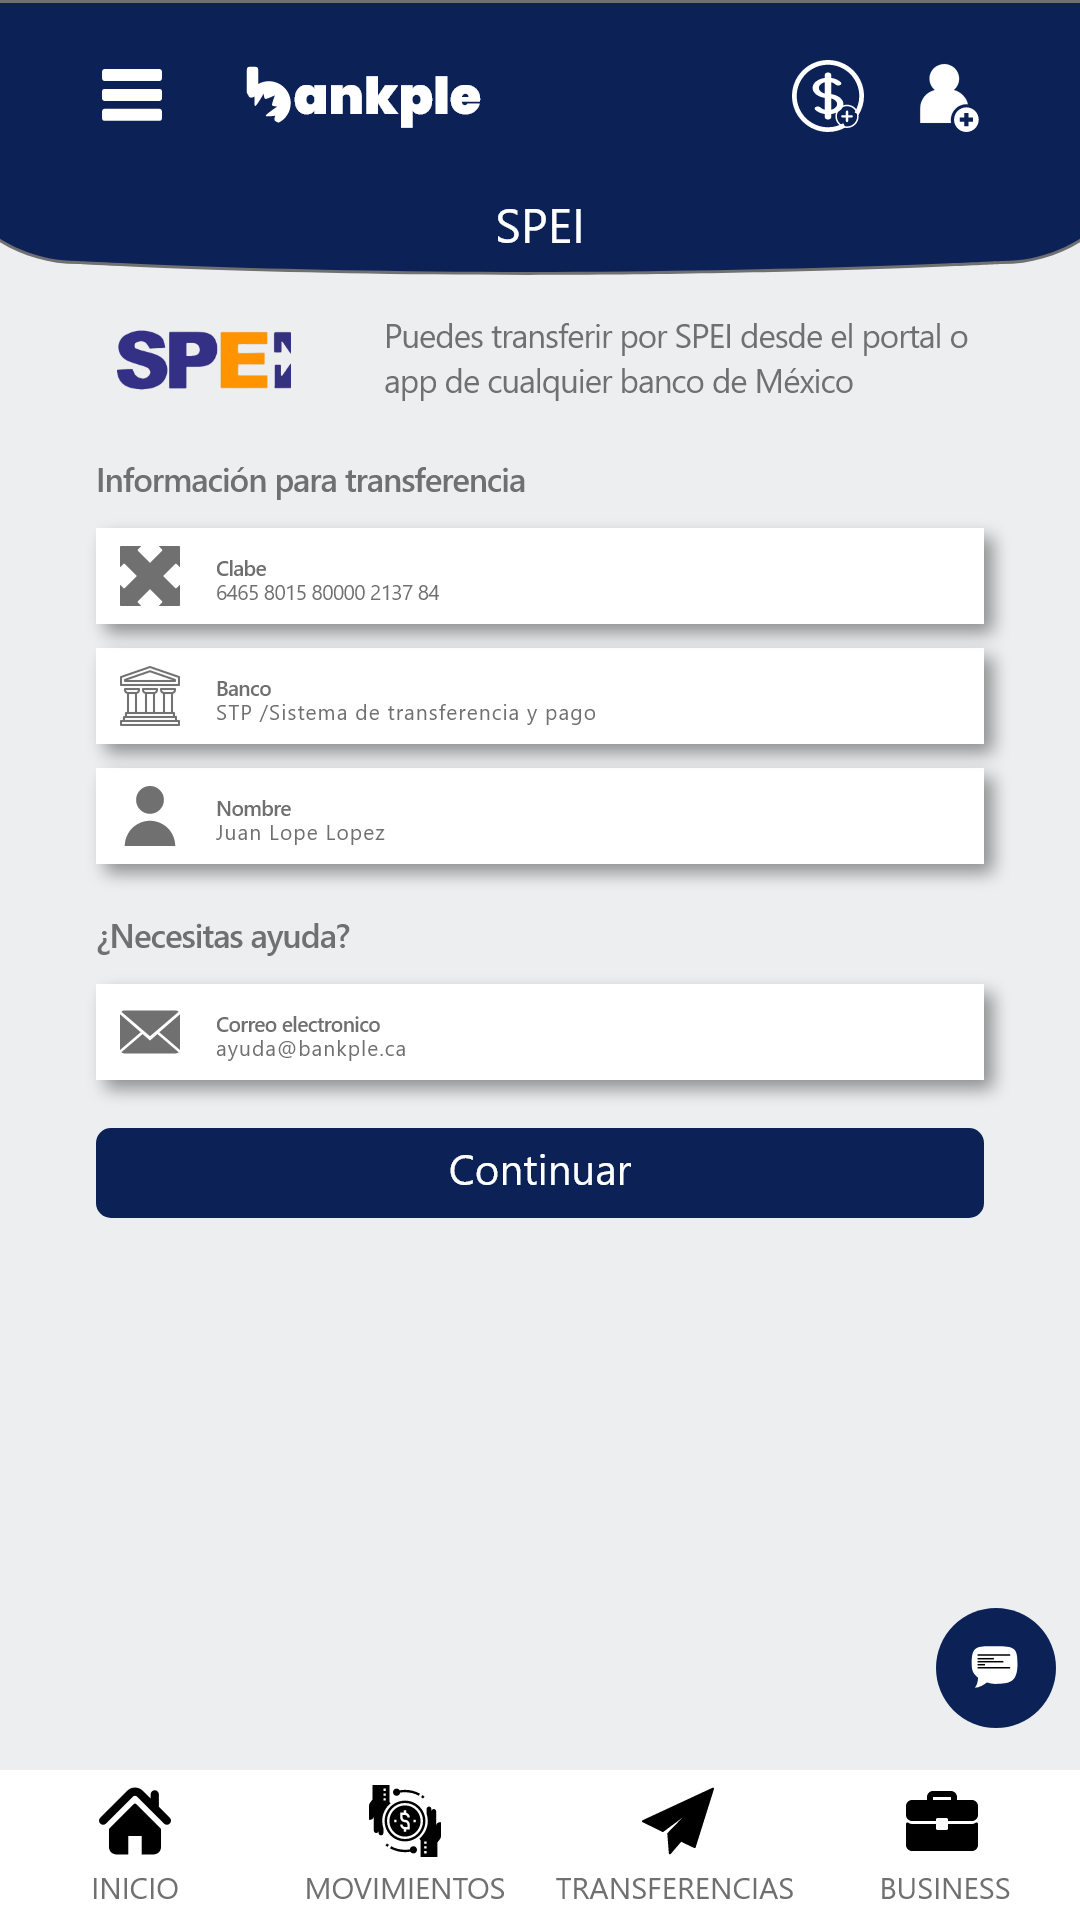 bankple
SPEI
SPEI
Puedes transferir por SPEI desde el portal o
app de cualquier banco de México
Información para transferencia
Clabe
6465 8015 80000 2137 84
Banco
STP /Sistema de transferencia y pago
Nombre
Juan Lope Lopez
¿Necesitas ayuda?
Correo electronico
ayuda@bankple.ca
Continuar
INICIO
MOVIMIENTOS
TRANSFERENCIAS
BUSINESS